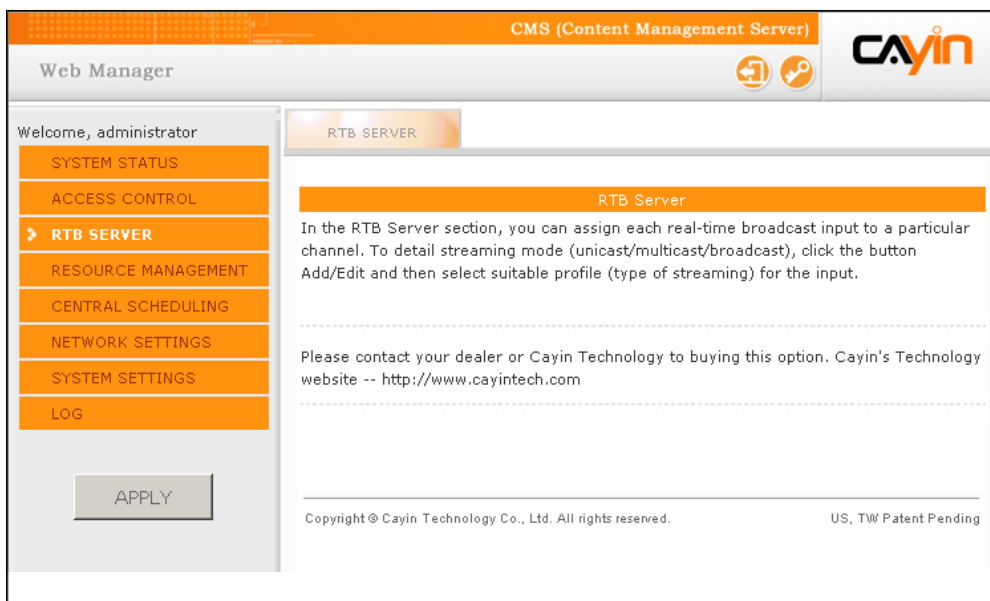 CMS (Content Management Server)
CAYIN
Web Manager
Welcome, administrator
SYSTEM STATUS
ACCESS CONTROL
RTB SERVER
RESOURCE MANAGEMENT
CENTRAL SCHEDULING
NETWORK SETTINGS
SYSTEM SETTINGS
LOG
APPLY
RTB SERVER
RTB Server
In the RTB Server section, you can assign each real-time broadcast input to a particular
channel. To detail streaming mode (unicast/multicast/broadcast), click the button
Add/Edit and then select suitable profile (type of streaming) for the input.
Please contact your dealer or Cayin Technology to buying this option. Cayin's Technology
website -- http://www.cayintech.com
Copyright © Cayin Technology Co., Ltd. All rights reserved.
US, TW Patent Pending